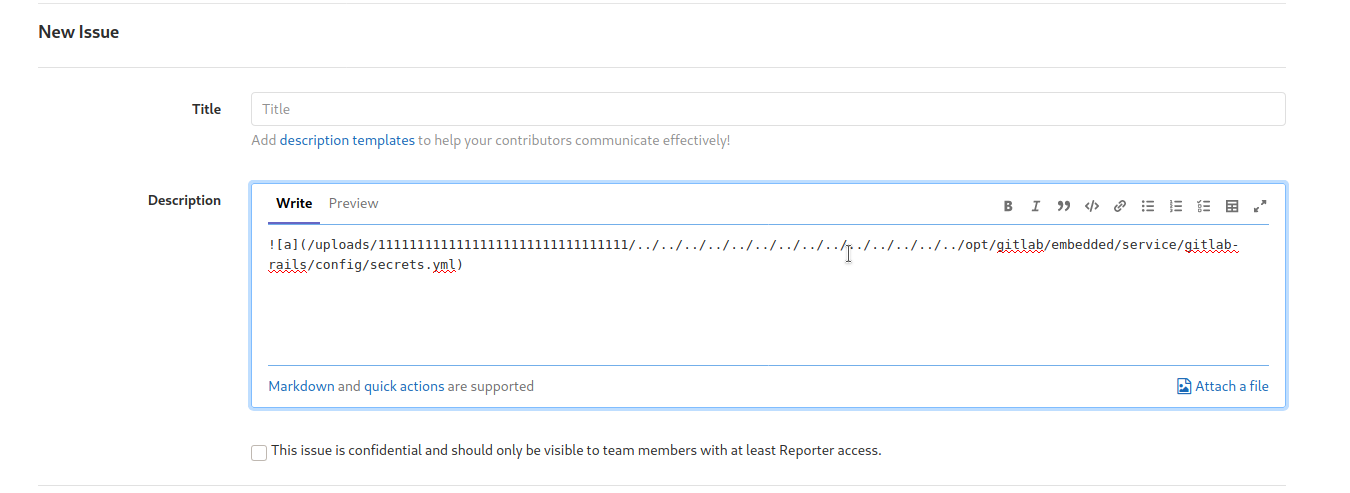 New Issue
Title
Title
Add description templates to help your contributors communicate effectively!
Description
Write Preview
![a](/uploads/11111111111111111111111111111111/../../../../../../../../../../../../../../opt/gitlab/embedded/service/gitlab-
rails/config/secrets.yml)
Markdown and quick actions are supported
Attach a file
This issue is confidential and should only be visible to team members with at least Reporter access.